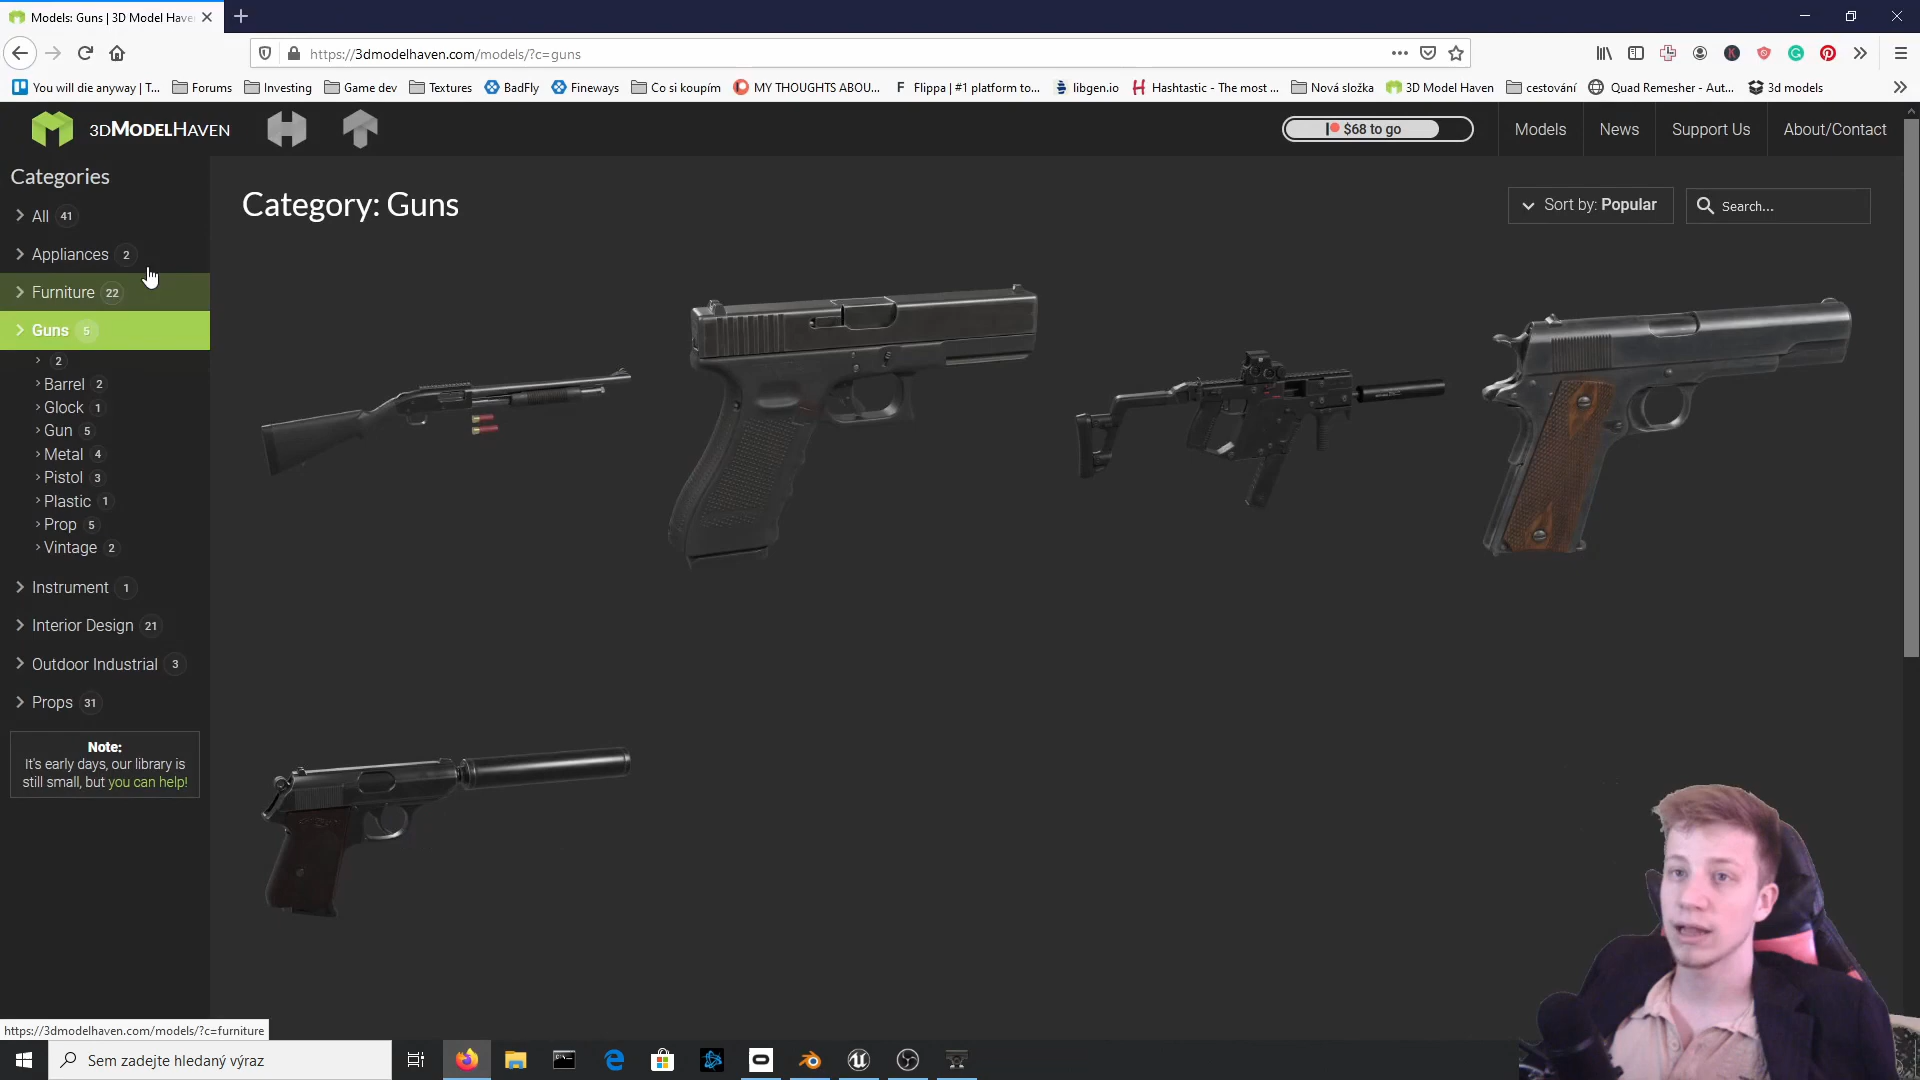 Models: Guns | 3D Model Have
https://3dmodelhaven.com/models/?c=guns
You will die anyway | T...
Forums
Investing
Game dev
Textures
BadFly
Fineways
Co si koupím
MY THOUGHTS ABOU...
Flippa | #1 platform to...
libgen.io
Hashtastic - The most ...
Nová složka
3D Model Haven
cestování
Quad Remesher - Aut...
3d models
3DMODELHAVEN
$68 to go
Models
News
Support Us
About/Contact
Categories
All 41
Appliances 2
Furniture 22
Guns 5
2
Barrel 2
Glock 1
Gun 5
Metal 4
Pistol 3
Plastic 1
Prop 5
Vintage 2
Instrument 1
Interior Design 21
Outdoor Industrial 3
Props 31
Note:
It's early days, our library is
still small, but you can help!
Category: Guns
Sort by: Popular
Search...
https://3dmodelhaven.com/models/?c=furniture
Sem zadejte hledaný výraz